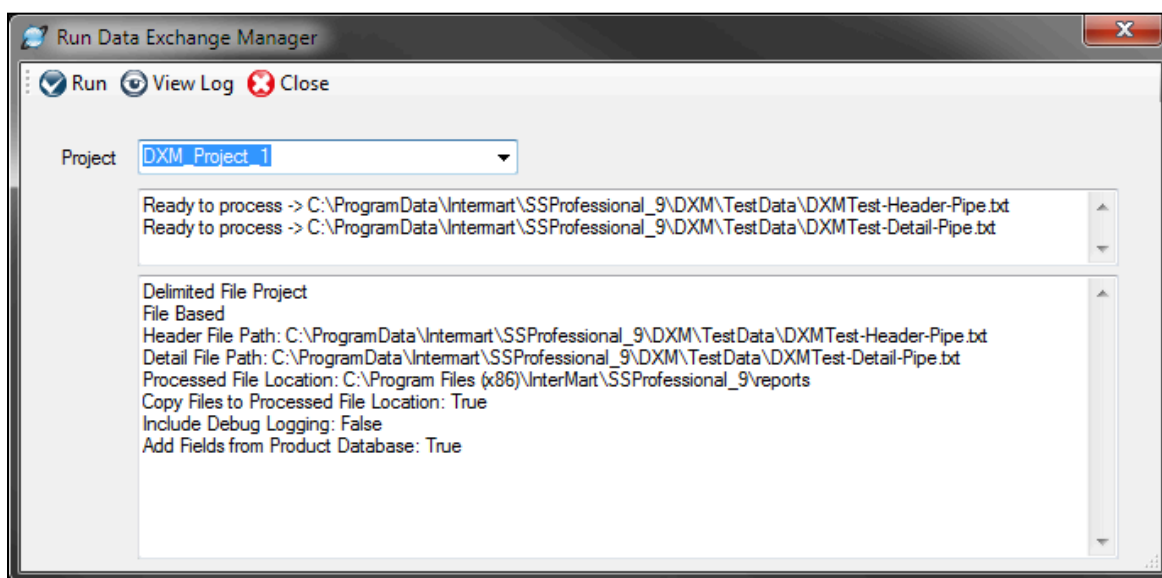 Run Data Exchange Manager
Run View Log Close
Project DXM_Project_1
Ready to process -> C:\ProgramData\Intermart\SSProfessional_9\DXM\TestData\DXMTest-Header-Pipe.txt
Ready to process -> C:\ProgramData\Intermart\SSProfessional_9\DXM\TestData\DXMTest-Detail-Pipe.txt
Delimited File Project
File Based
Header File Path: C:\ProgramData\Intermart\SSProfessional_9\DXM\TestData\DXMTest-Header-Pipe.txt
Detail File Path: C:\ProgramData\Intermart\SSProfessional_9\DXM\TestData\DXMTest-Detail-Pipe.txt
Processed File Location: C:\Program Files (x86)\InterMart\SSProfessional_9\reports
Copy Files to Processed File Location: True
Include Debug Logging: False
Add Fields from Product Database: True